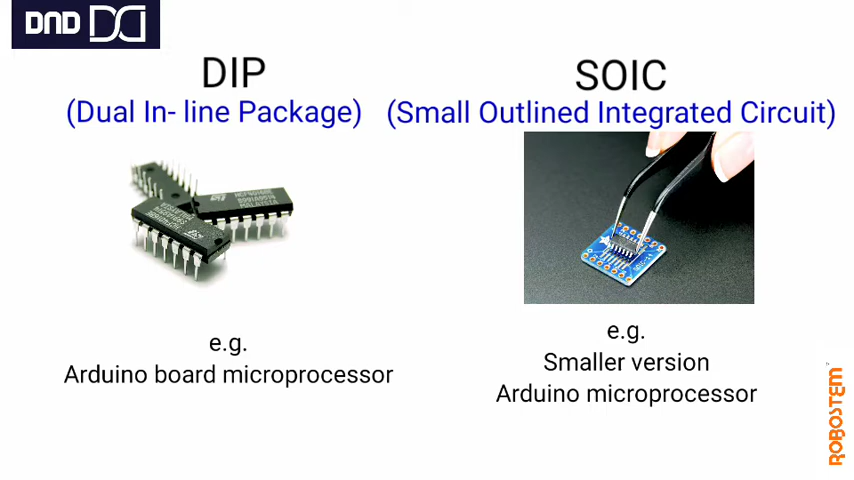 DND
DIP
(Dual In- line Package)
SOIC
(Small Outlined Integrated Circuit)
e.g.
Arduino board microprocessor
e.g.
Smaller version
Arduino microprocessor
ROBOSTEM